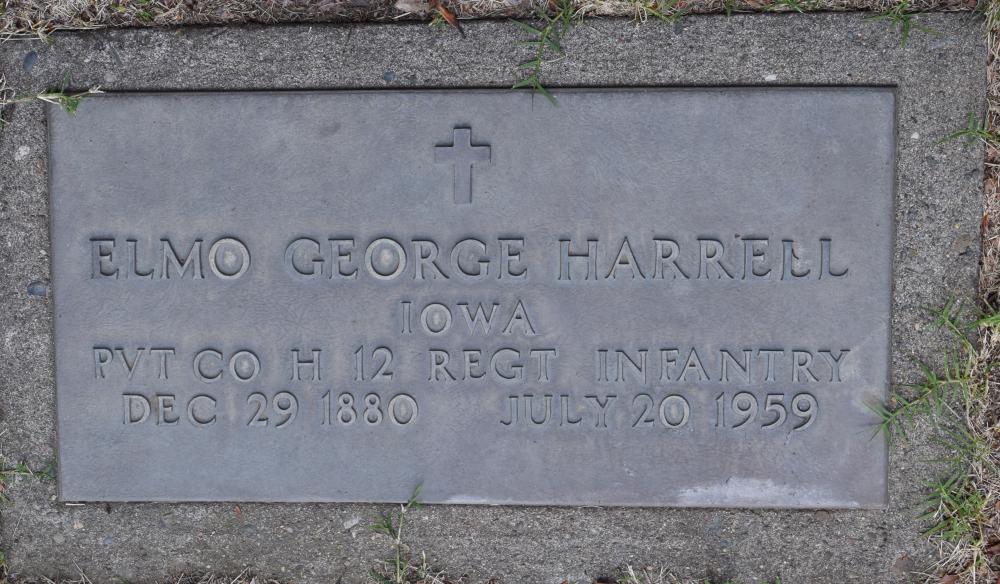 ELMO GEORGE HARRELL
IOWA
PVT CO H 12 REGT INFANTRY
DEC 29 1880 JULY 20 1959